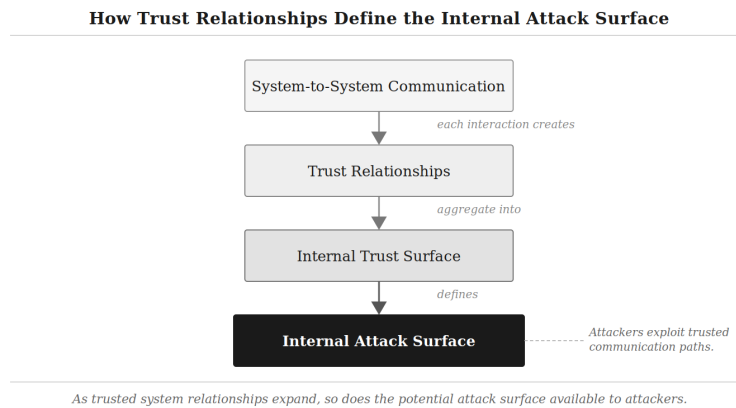 How Trust Relationships Define the Internal Attack Surface
System-to-System Communication
each interaction creates
Trust Relationships
aggregate into
Internal Trust Surface
defines
Internal Attack Surface
Attackers exploit trusted
communication paths.
As trusted system relationships expand, so does the potential attack surface available to attackers.